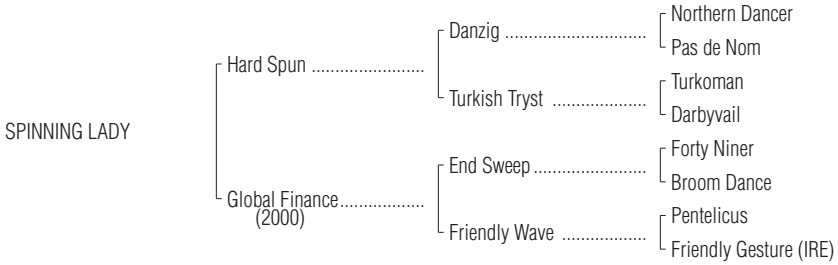 Northern Dancer
Danzig ..............................
Pas de Nom
Hard Spun ........................
Turkoman
Turkish Tryst ....................
Darbyvail
SPINNING LADY
Forty Niner
End Sweep ........................
Broom Dance
Global Finance..................
(2000)
Pentelicus
Friendly Wave ..................
Friendly Gesture (IRE)